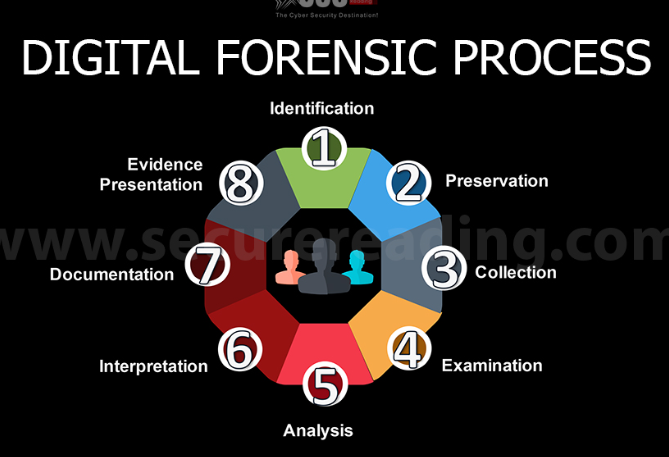 The Cyber Security Destination!
DIGITAL FORENSIC PROCESS
Identification
1
2
Preservation
3
Collection
4
Examination
5
Analysis
6
Interpretation
7
Documentation
8
Evidence
Presentation
www.securereading.com